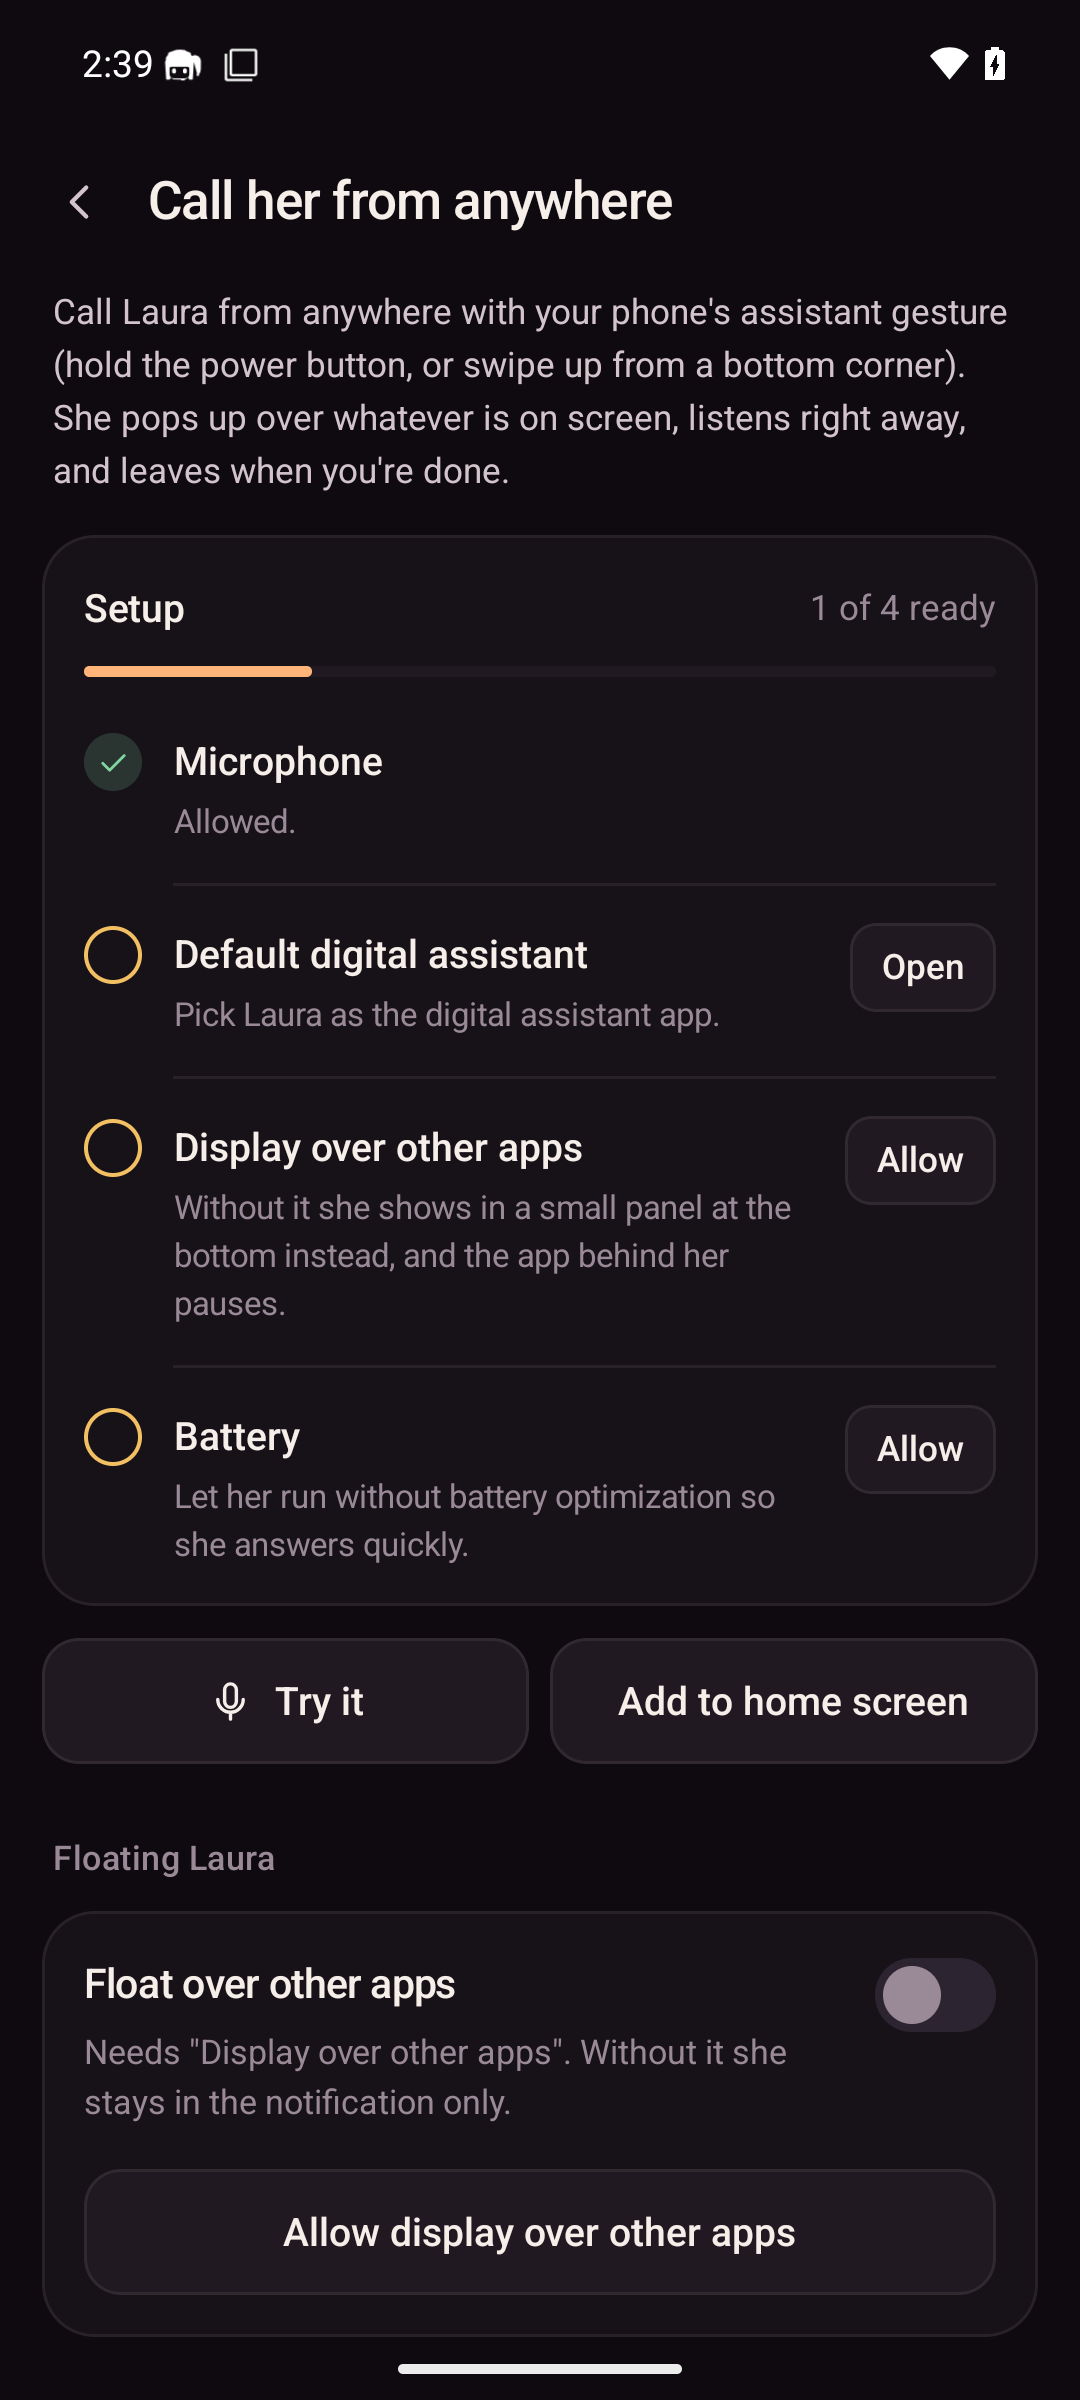 2:39
Call her from anywhere
Call Laura from anywhere with your phone's assistant gesture
(hold the power button, or swipe up from a bottom corner).
She pops up over whatever is on screen, listens right away,
and leaves when you're done.
Setup
1 of 4 ready
Microphone
Allowed.
Default digital assistant
Open
Pick Laura as the digital assistant app.
Display over other apps
Allow
Without it she shows in a small panel at the
bottom instead, and the app behind her
pauses.
Battery
Allow
Let her run without battery optimization so
she answers quickly.
Try it
Add to home screen
Floating Laura
Float over other apps
Needs "Display over other apps". Without it she
stays in the notification only.
Allow display over other apps